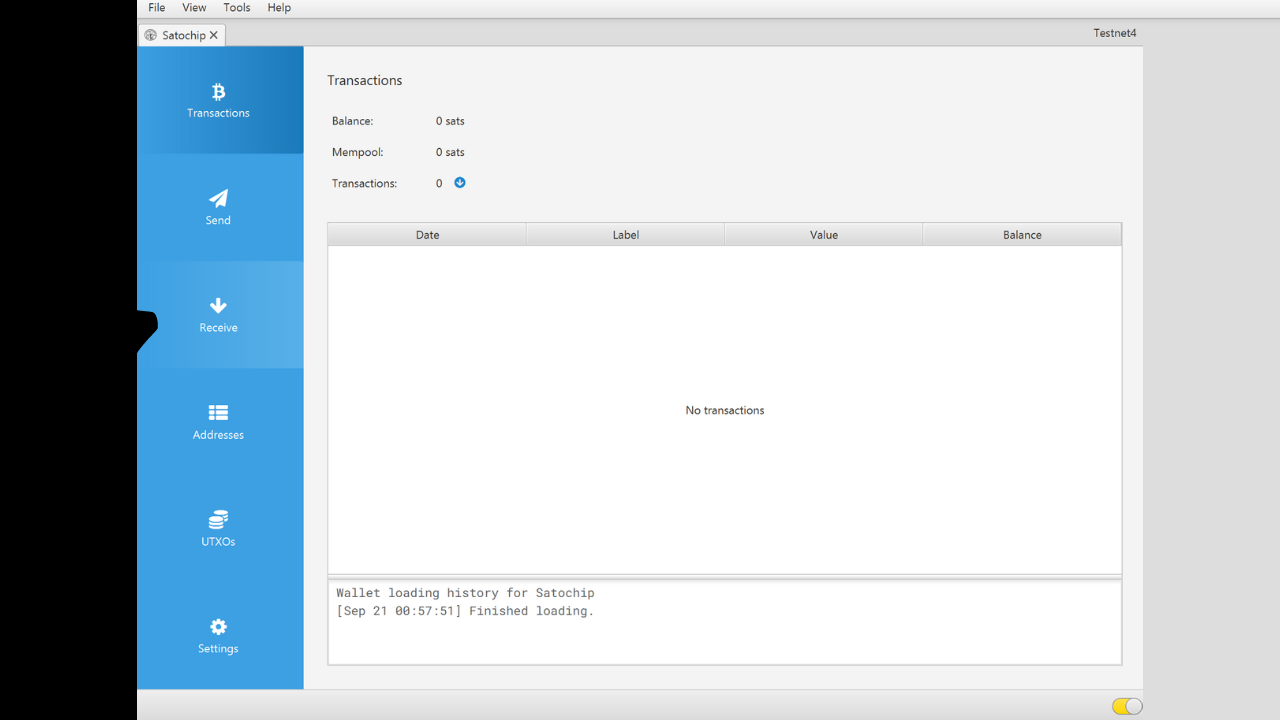 File View Tools Help
Satochip
Testnet4
Transactions
Send
Receive
Addresses
UTXOs
Settings
Transactions
Balance: 0 sats
Mempool: 0 sats
Transactions: 0
Date Label Value Balance
No transactions
Wallet loading history for Satochip
[Sep 21 00:57:51] Finished loading.